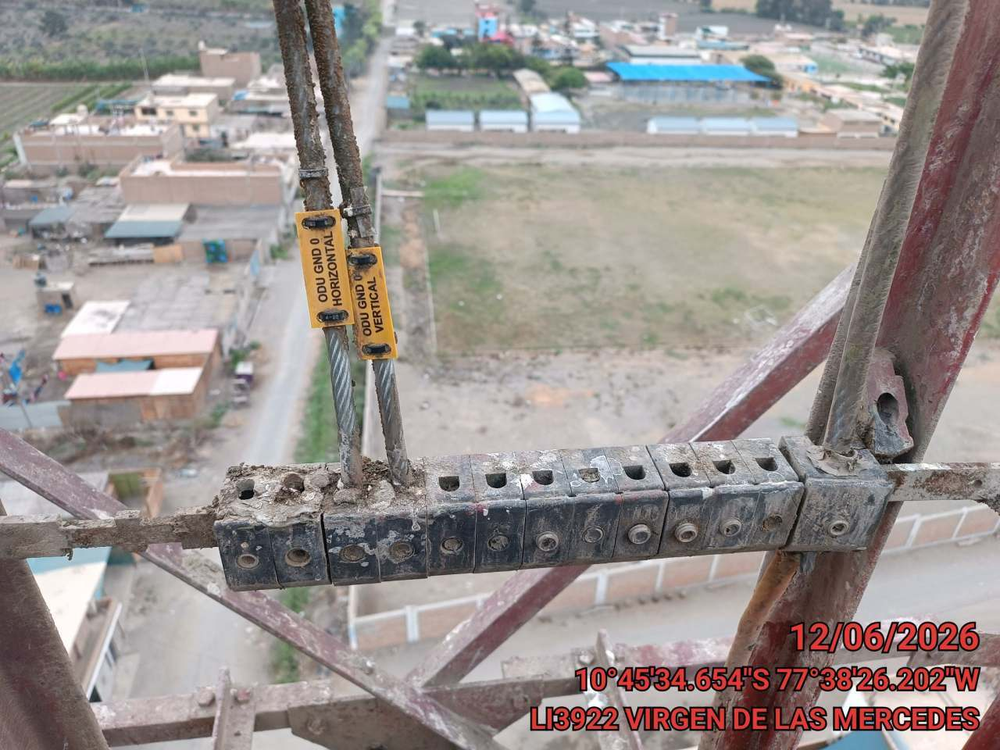 ODU GND 0
HORIZONTAL
ODU GND 0
VERTICAL
12/06/2026
10°45'34.654"S 77°38'26.202"W
LI3922 VIRGEN DE LAS MERCEDES